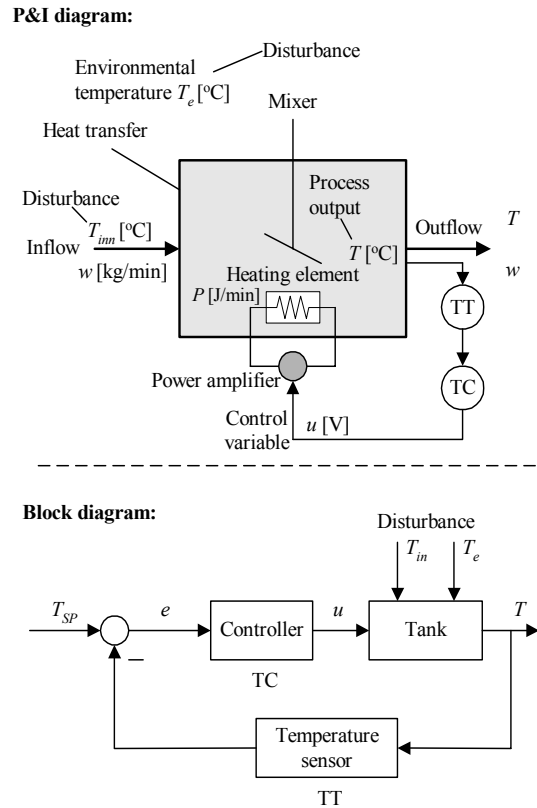 P&I diagram:
Disturbance
Environmental
temperature T_e [°C]
Mixer
Heat transfer
Disturbance
T_inn [°C]
Inflow
w [kg/min]
Process
output
T [°C]
Outflow
T
w
Heating element
P [J/min]
TT
Power amplifier
TC
Control
variable
u [V]
Block diagram:
Disturbance
T_in
T_e
T_SP
e
Controller
u
Tank
T
–
TC
Temperature
sensor
TT